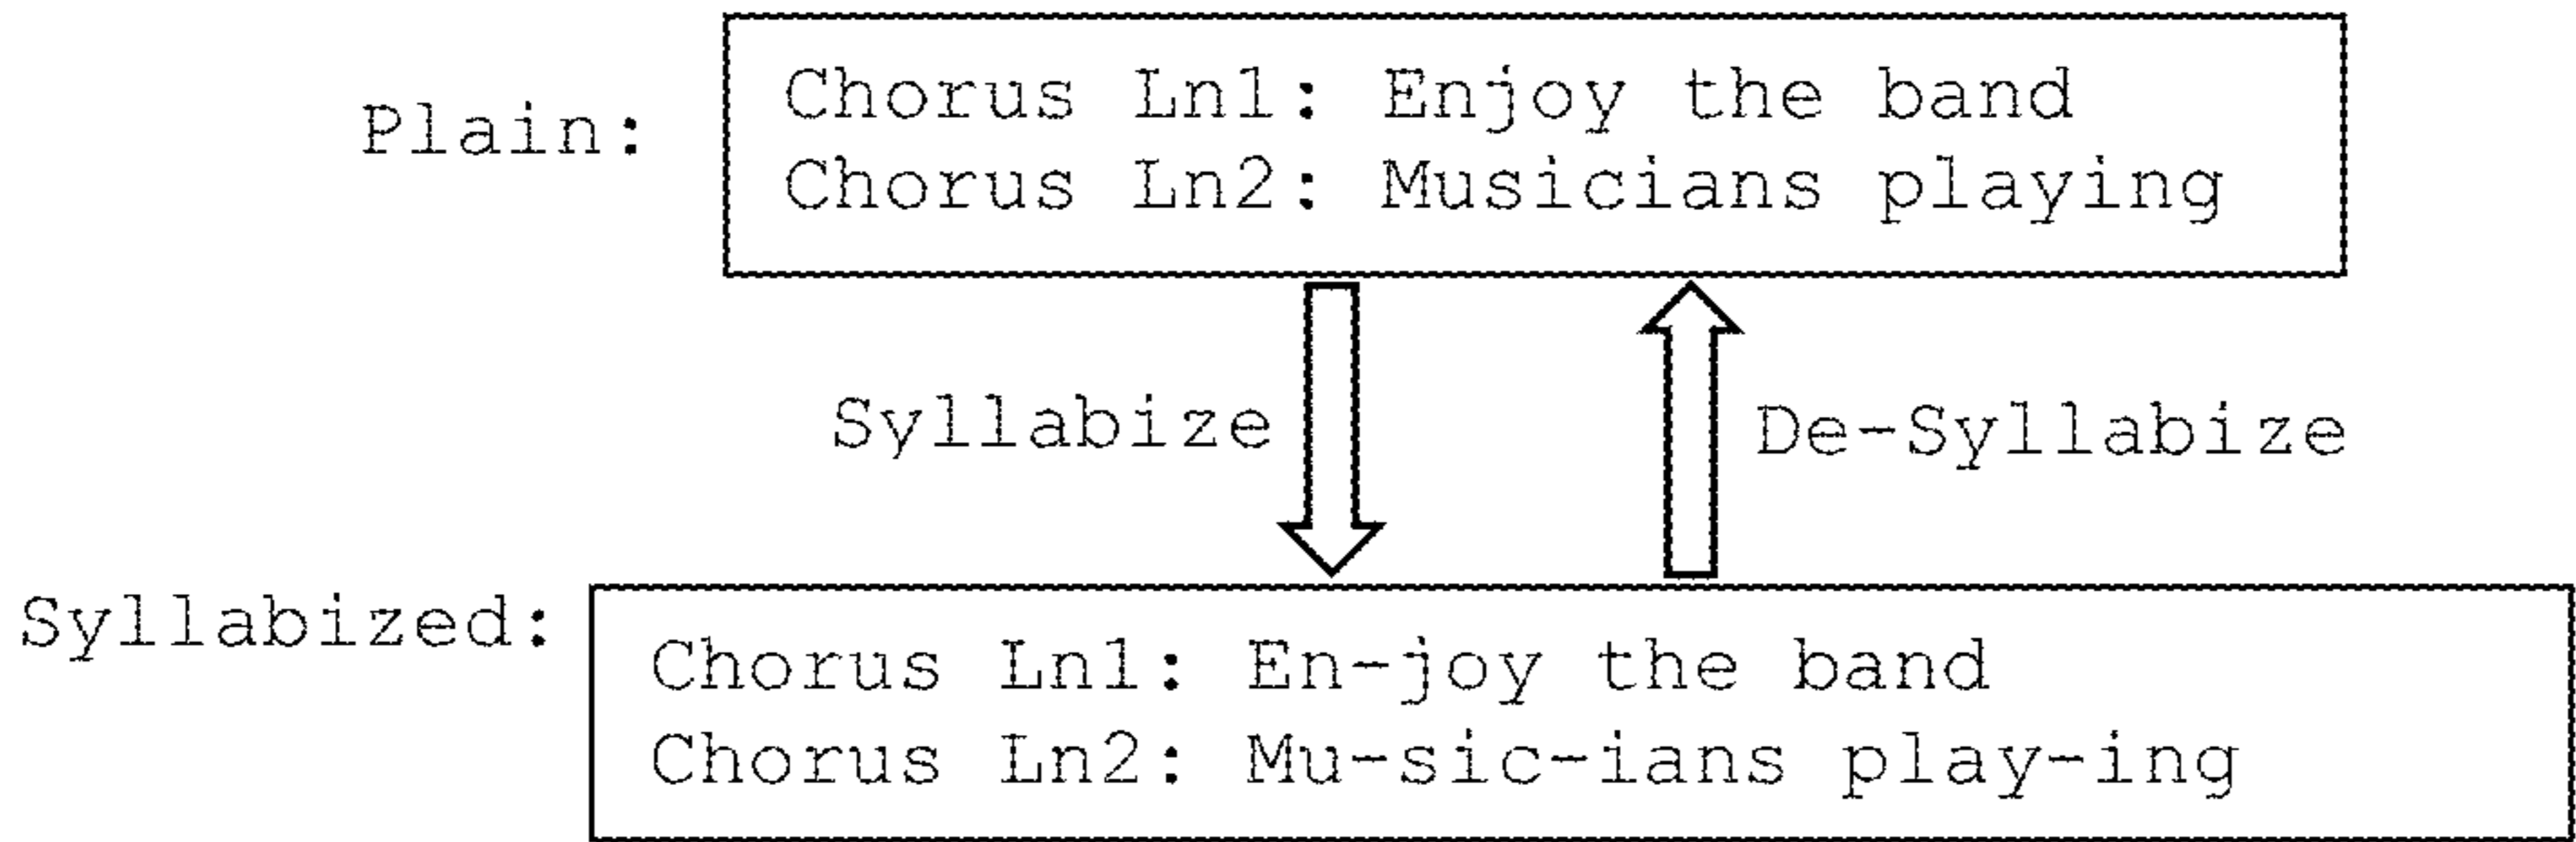 Plain:
Chorus Ln1: Enjoy the band
Chorus Ln2: Musicians playing
Syllabize
De-Syllabize
Syllabized:
Chorus Ln1: En-joy the band
Chorus Ln2: Mu-sic-ians play-ing